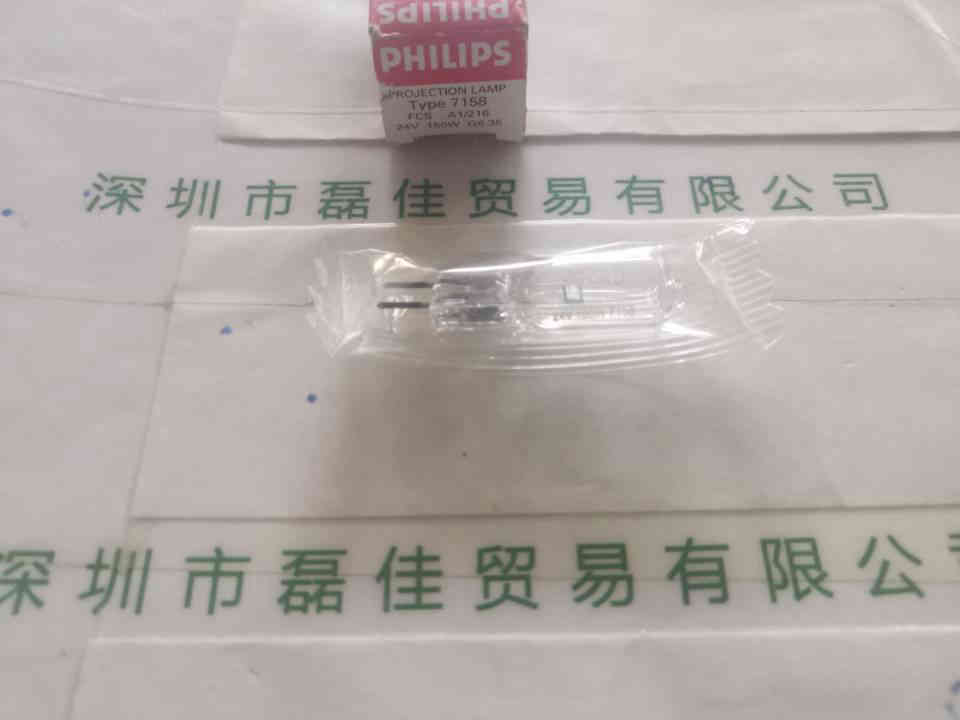 PHILIPS
PHILIPS
PROJECTION LAMP
Type 7158
FCS A1/216
24V 150W G6.35
深圳市磊佳贸易有限公司
深圳市磊佳贸易有限公